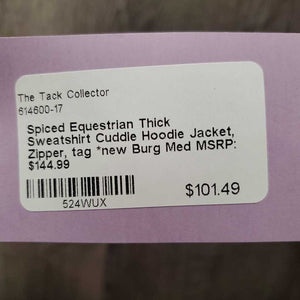 The Tack Collector
614600-17
Spiced Equestrian Thick
Sweatshirt Cuddle Hoodie Jacket,
Zipper, tag *new Burg Med MSRP:
$144.99
$101.49
524WUX